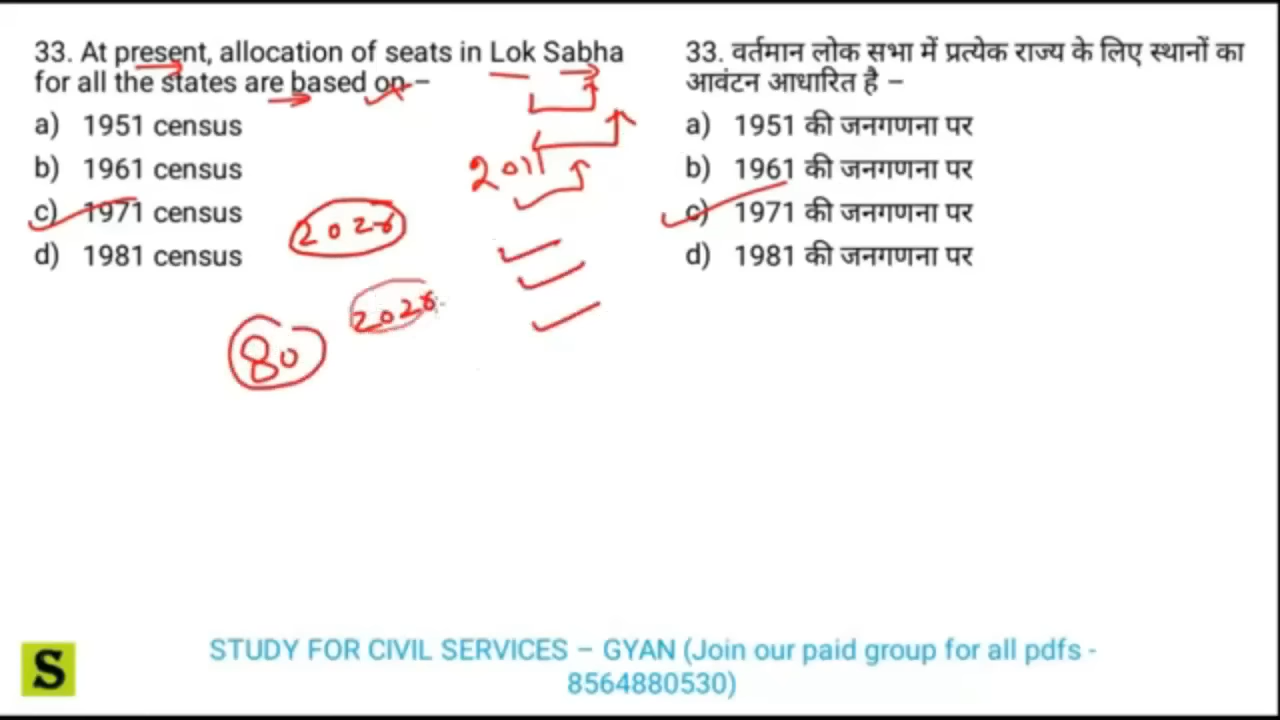 33. At present, allocation of seats in Lok Sabha
for all the states are based on –
a) 1951 census
b) 1961 census
c) 1971 census
d) 1981 census
2011
2026
2026
80
33. वर्तमान लोक सभा में प्रत्येक राज्य के लिए स्थानों का
आवंटन आधारित है –
a) 1951 की जनगणना पर
b) 1961 की जनगणना पर
c) 1971 की जनगणना पर
d) 1981 की जनगणना पर
S
STUDY FOR CIVIL SERVICES – GYAN (Join our paid group for all pdfs -
8564880530)